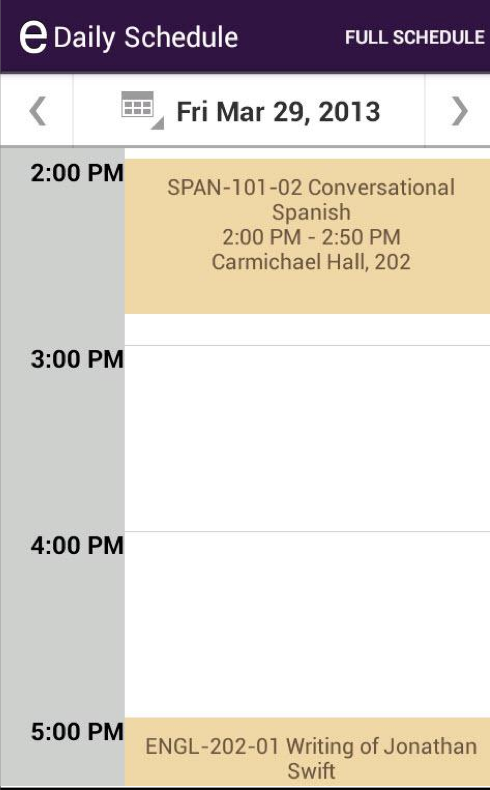 e Daily Schedule FULL SCHEDULE
Fri Mar 29, 2013
2:00 PM
SPAN-101-02 Conversational
Spanish
2:00 PM - 2:50 PM
Carmichael Hall, 202
3:00 PM
4:00 PM
5:00 PM
ENGL-202-01 Writing of Jonathan
Swift